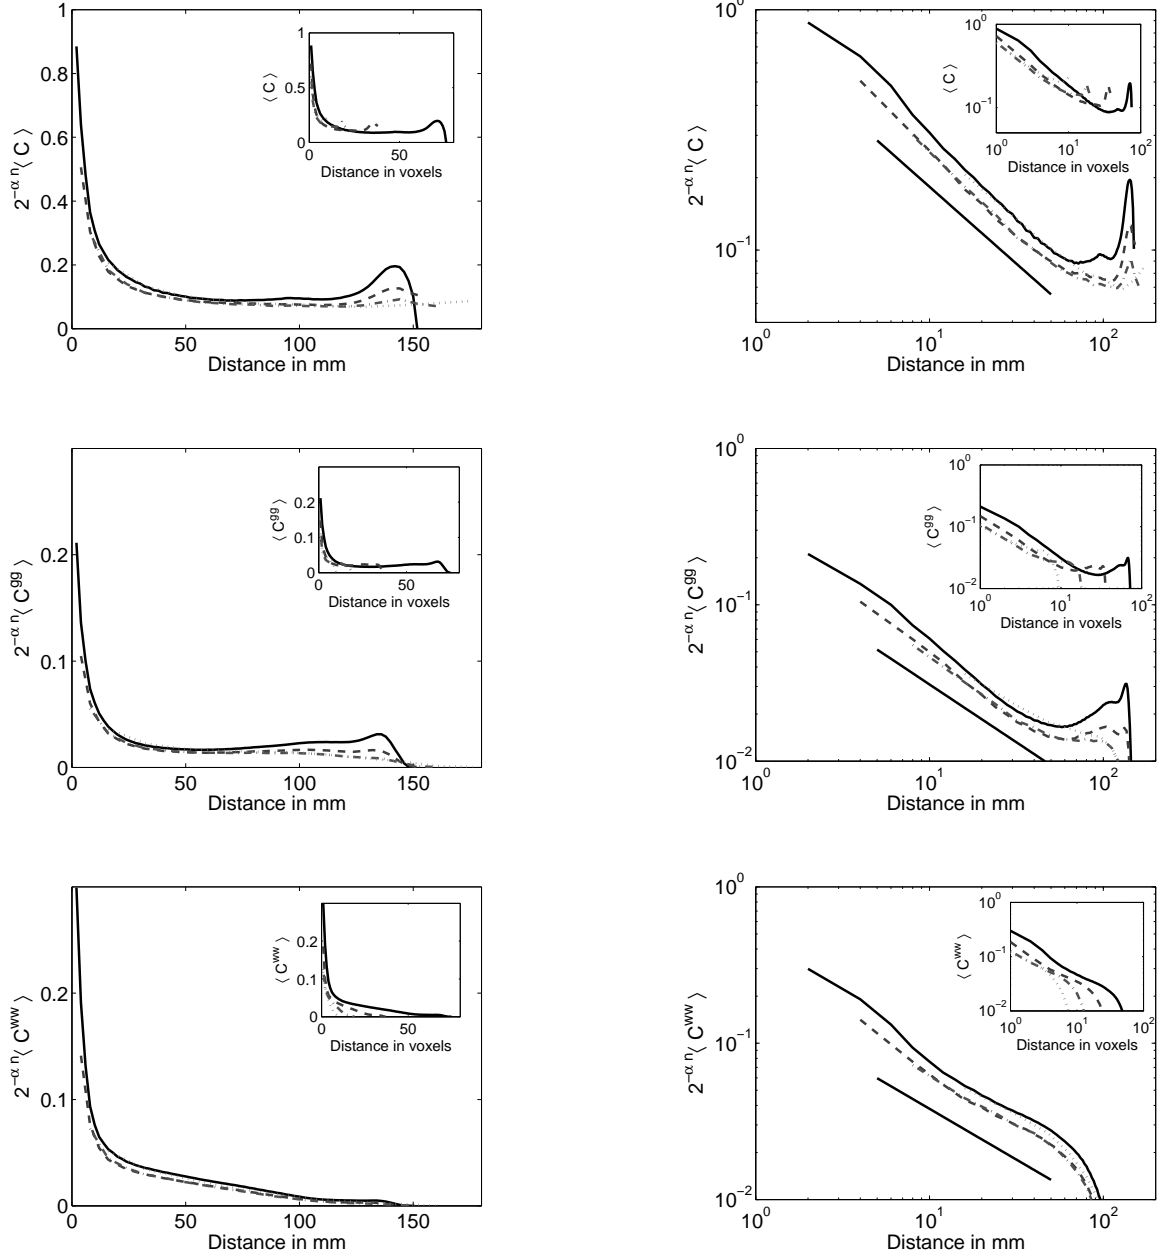 1
0.8
0.6
0.4
0.2
0
0 50 100 150
Distance in mm
2^{-α n}⟨ C ⟩
1
0.5
0
0 50
Distance in voxels
⟨ C ⟩
10^0
10^{-1}
10^0 10^1 10^2
Distance in mm
2^{-α n}⟨ C ⟩
10^0
10^{-1}
10^0 10^1 10^2
Distance in voxels
⟨ C ⟩
0.2
0.1
0
0 50 100 150
Distance in mm
2^{-α n}⟨ C^{gg} ⟩
0.2
0.1
0
0 50
Distance in voxels
⟨ C^{gg} ⟩
10^0
10^{-1}
10^{-2}
10^0 10^1 10^2
Distance in mm
2^{-α n}⟨ C^{gg} ⟩
10^0
10^{-1}
10^{-2}
10^0 10^1 10^2
Distance in voxels
⟨ C^{gg} ⟩
0.2
0.1
0
0 50 100 150
Distance in mm
2^{-α n}⟨ C^{ww} ⟩
0.2
0.1
0
0 50
Distance in voxels
⟨ C^{ww} ⟩
10^0
10^{-1}
10^{-2}
10^0 10^1 10^2
Distance in mm
2^{-α n}⟨ C^{ww} ⟩
10^0
10^{-1}
10^{-2}
10^0 10^1 10^2
Distance in voxels
⟨ C^{ww} ⟩